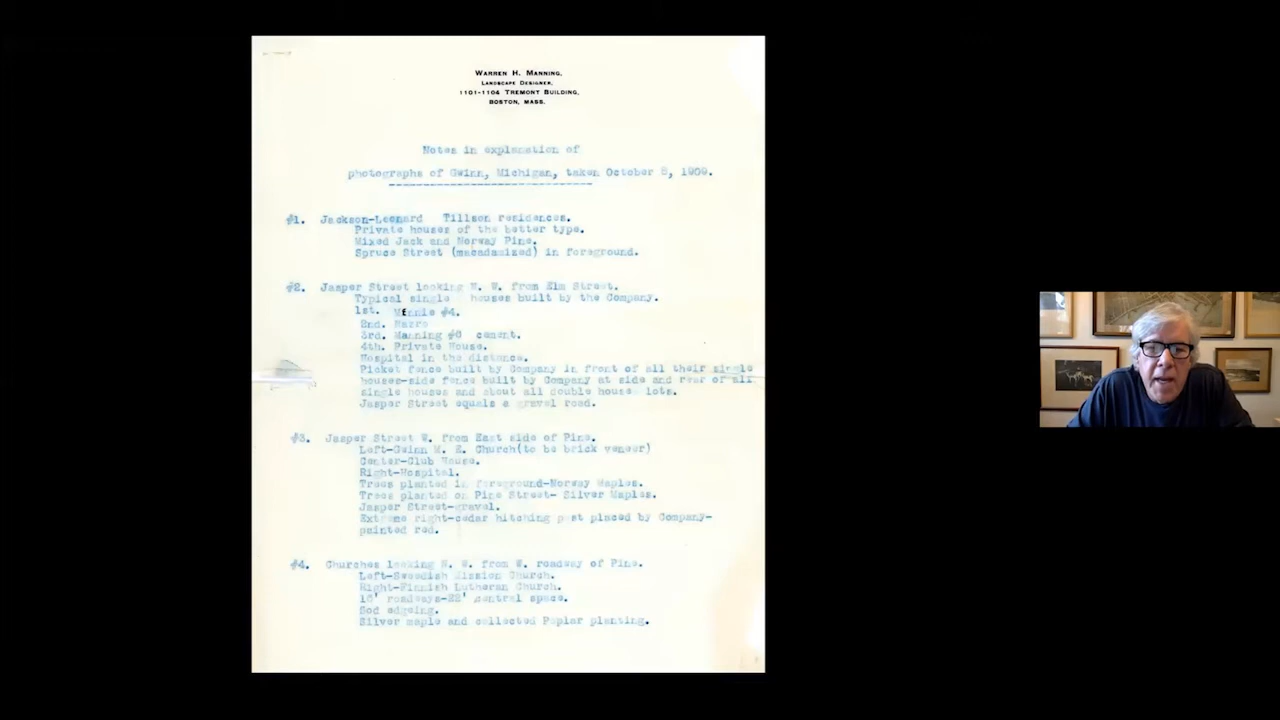 WARREN H. MANNING,
LANDSCAPE DESIGNER,
1101-1104 TREMONT BUILDING,
BOSTON, MASS.
Notes in explanation of
photographs of Gwinn, Michigan, taken October 8, 1909.
#1. Jackson-Leonard Tillson residences.
Private houses of the better type.
Mixed Jack and Norway Pine.
Spruce Street (macadamized) in foreground.
#2. Jasper Street looking N. W. from Elm Street.
Typical single houses built by the Company.
1st. #4.
2nd.
3rd. Manning #6 cement.
4th. Private House.
Hospital in the distance.
Picket fence built by Company in front of all their single
houses-side fence built by Company at side and rear of six
single houses and about all double house lots.
Jasper Street equals a gravel road.
#3. Jasper Street W. from East side of Pine.
Left-Gwinn M. E. Church(to be brick veneer)
Center-Club House.
Right-Hospital.
Trees planted in foreground-Norway Maples.
Trees planted on Pine Street- Silver Maples.
Jasper Street-gravel.
Extreme right-cedar hitching post placed by Company-
painted red.
#4. Churches looking N. W. from W. roadway of Pine.
Left-Swedish Mission Church.
Right-Finnish Lutheran Church.
16' roadways-22' central space.
Sod edgeing.
Silver maple and collected Poplar planting.